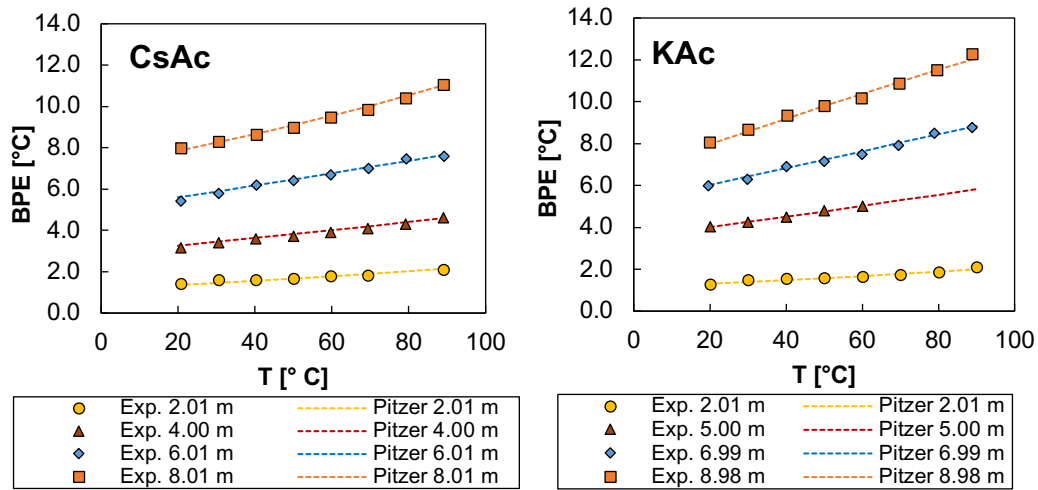 CsAc
14.0
12.0
10.0
8.0
6.0
4.0
2.0
0.0
BPE [°C]
0 20 40 60 80 100
T [° C]
Exp. 2.01 m Pitzer 2.01 m
Exp. 4.00 m Pitzer 4.00 m
Exp. 6.01 m Pitzer 6.01 m
Exp. 8.01 m Pitzer 8.01 m
KAc
14.0
12.0
10.0
8.0
6.0
4.0
2.0
0.0
BPE [°C]
0 20 40 60 80 100
T [°C]
Exp. 2.01 m Pitzer 2.01 m
Exp. 5.00 m Pitzer 5.00 m
Exp. 6.99 m Pitzer 6.99 m
Exp. 8.98 m Pitzer 8.98 m